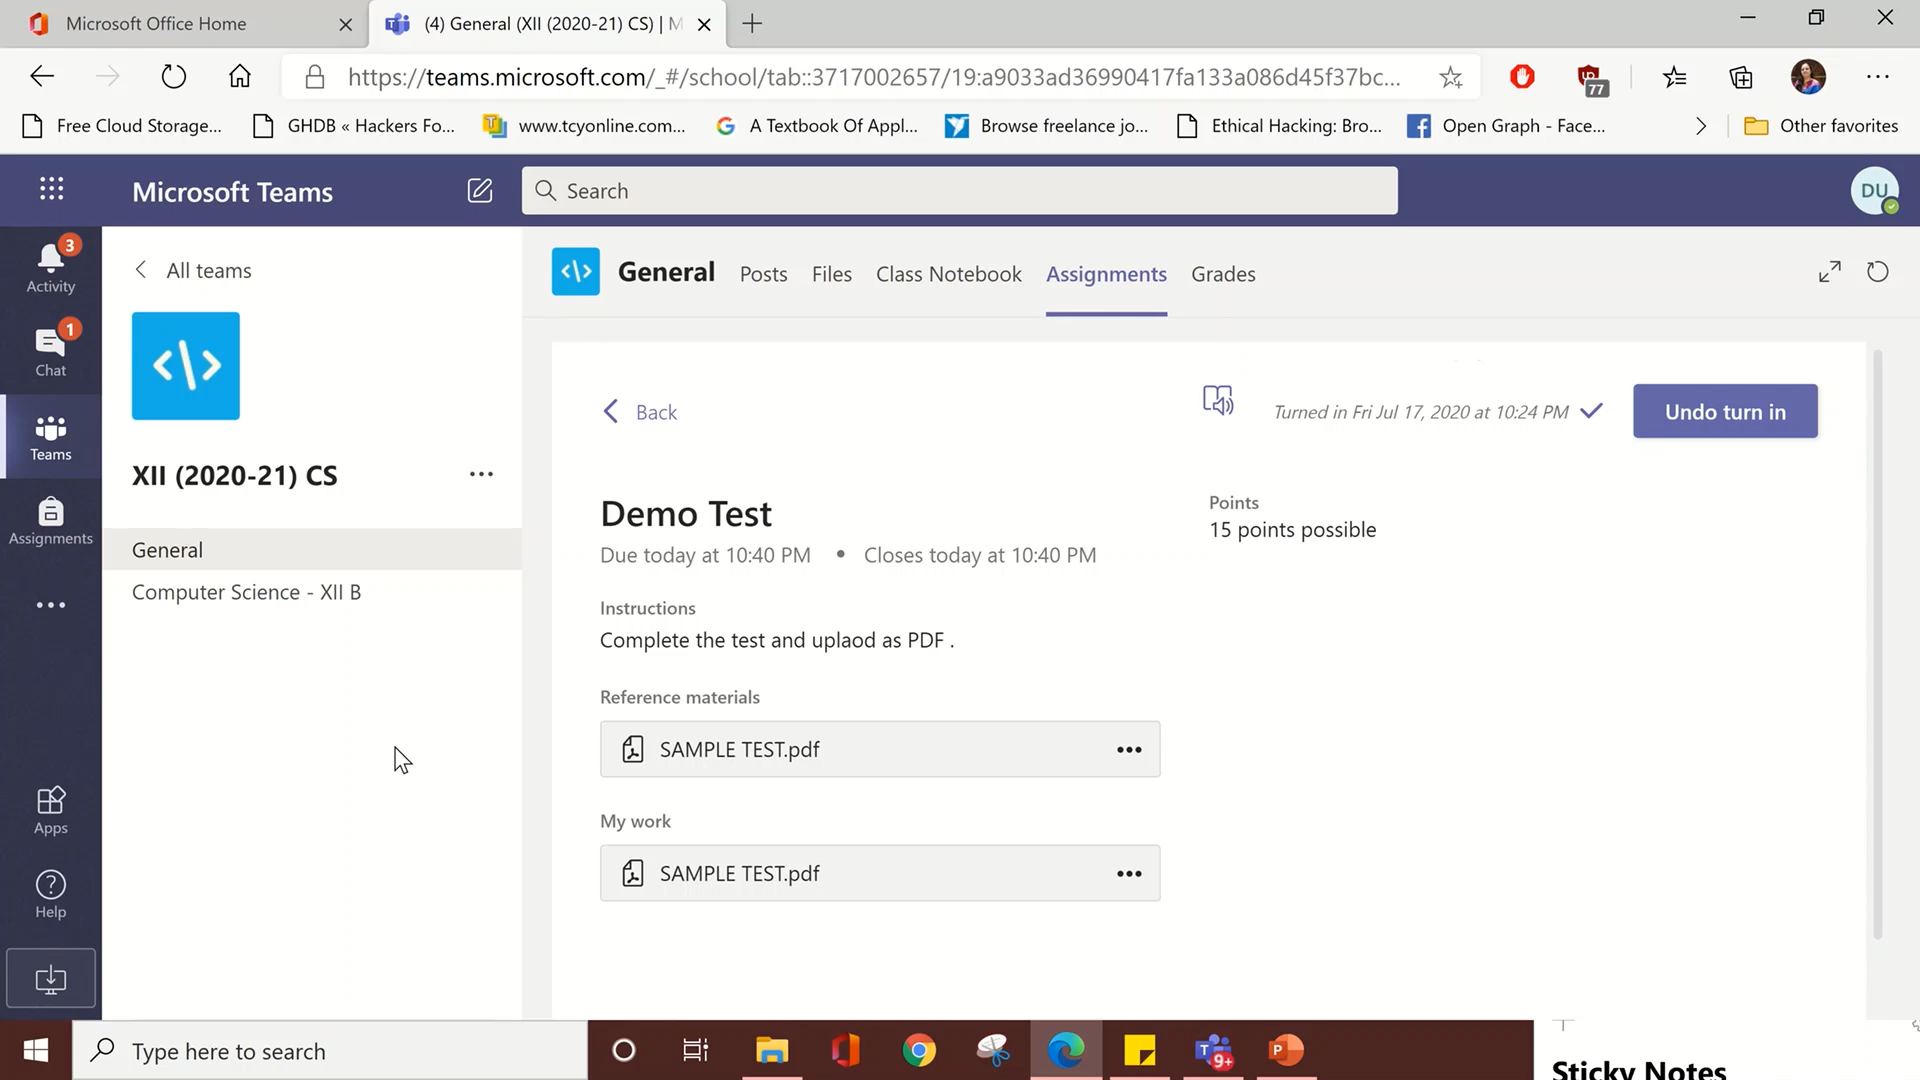 Microsoft Office Home
(4) General (XII (2020-21) CS) | M
https://teams.microsoft.com/_#/school/tab::3717002657/19:a9033ad36990417fa133a086d45f37bc...
77
Free Cloud Storage...
GHDB « Hackers Fo...
www.tcyonline.com...
A Textbook Of Appl...
Browse freelance jo...
Ethical Hacking: Bro...
Open Graph - Face...
Other favorites
Microsoft Teams
Search
DU
3
Activity
1
Chat
Teams
Assignments
Apps
Help
All teams
XII (2020-21) CS
General
Computer Science - XII B
General
Posts
Files
Class Notebook
Assignments
Grades
Back
Turned in Fri Jul 17, 2020 at 10:24 PM
Undo turn in
Demo Test
Due today at 10:40 PM • Closes today at 10:40 PM
Points
15 points possible
Instructions
Complete the test and uplaod as PDF .
Reference materials
SAMPLE TEST.pdf
My work
SAMPLE TEST.pdf
Type here to search
9+
Sticky Notes